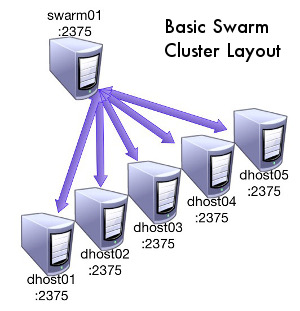 swarm01
:2375
Basic Swarm
Cluster Layout
dhost05
:2375
dhost04
:2375
dhost03
:2375
dhost02
:2375
dhost01
:2375